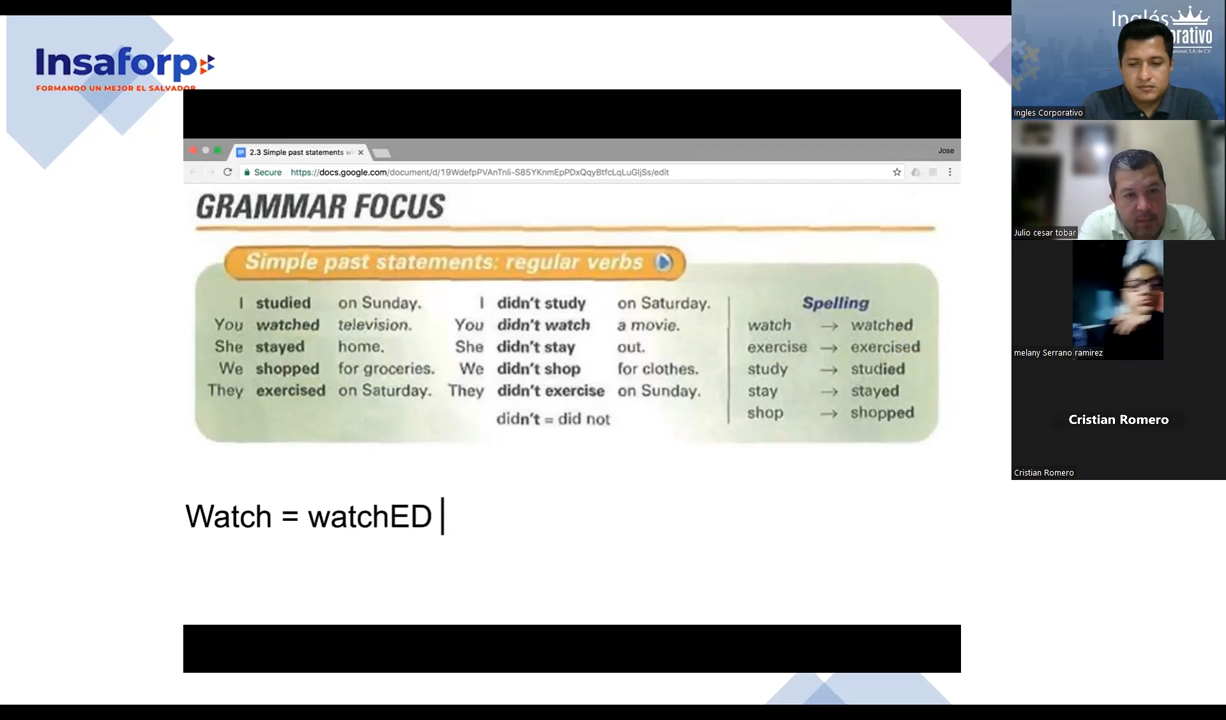 Insaforp
FORMANDO UN MEJOR EL SALVADOR
2.3 Simple past statements w
Jose
Secure https://docs.google.com/document/d/19WdefpPVAnTnli-S85YKnmEpPDxQqyBtfcLqLuGljSs/edit
GRAMMAR FOCUS
Simple past statements: regular verbs
I studied on Sunday. I didn't study on Saturday. Spelling
You watched television. You didn't watch a movie. watch → watched
She stayed home. She didn't stay out. exercise → exercised
We shopped for groceries. We didn't shop for clothes. study → studied
They exercised on Saturday. They didn't exercise on Sunday. stay → stayed
didn't = did not shop → shopped
Watch = watchED
Inglés
orativo
Ingles Corporativo
Julio cesar tobar
melany Serrano ramirez
Cristian Romero
Cristian Romero